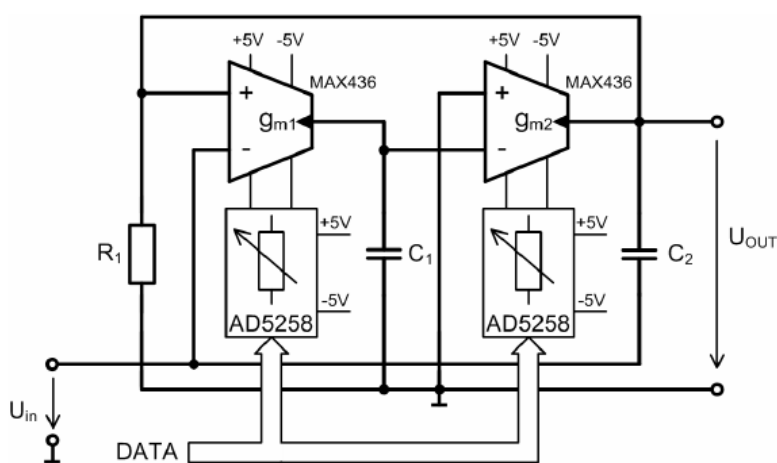 +5V -5V
MAX436
+5V -5V
MAX436
+
gm1
-
+
gm2
-
R1
+5V
-5V
AD5258
C1
+5V
-5V
AD5258
C2
UOUT
Uin
DATA